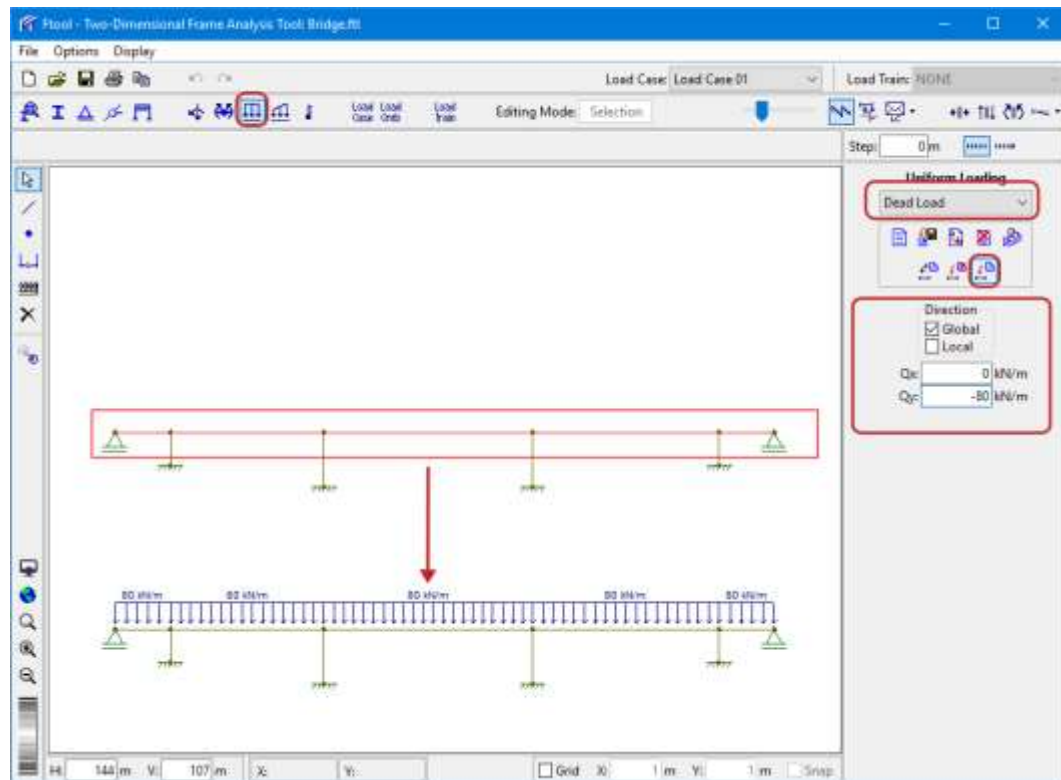 Ftool - Two-Dimensional Frame Analysis Tool: Bridge.ftl
File Options Display
Load Case: Load Case 01 Load Train: NONE
Load Case Load Cmb Load Train Editing Mode: Selection
Step: 0 m
Uniform Loading
Dead Load
Direction
Global
Local
Qx: 0 kN/m
Qy: -80 kN/m
80 kN/m 80 kN/m 80 kN/m 80 kN/m 80 kN/m
H: 144 m V: 107 m X: Y: Grid X: 1 m Y: 1 m Snap